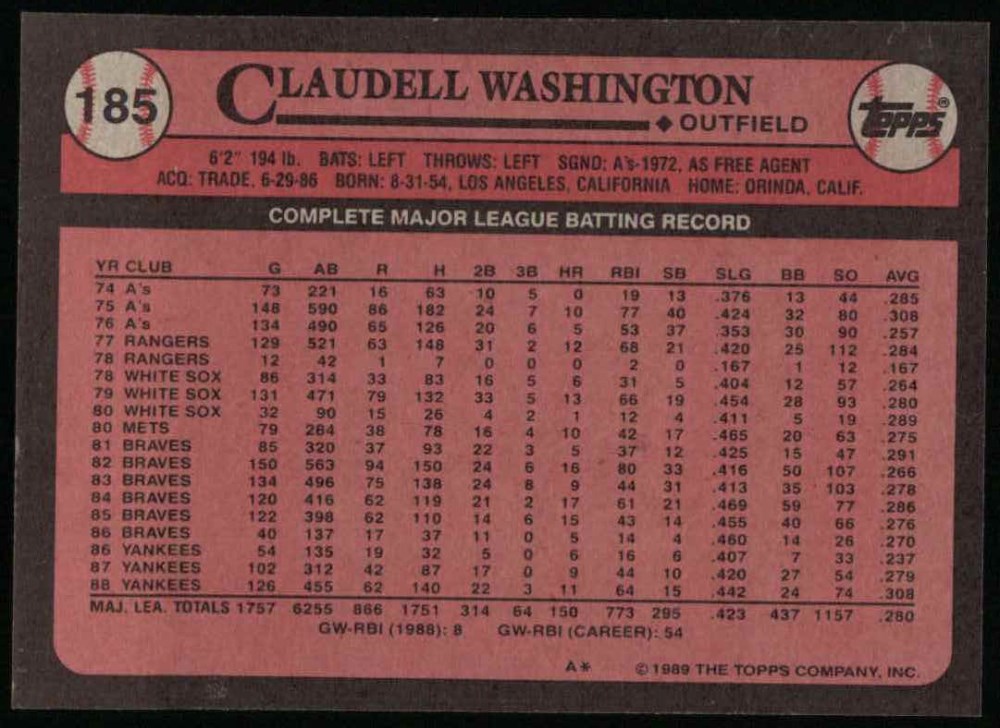 185
CLAUDELL WASHINGTON
TOPPS®
◆ OUTFIELD
6'2" 194 lb. BATS: LEFT THROWS: LEFT SGND: A's-1972, AS FREE AGENT
ACQ: TRADE, 6-29-86 BORN: 8-31-54, LOS ANGELES, CALIFORNIA HOME: ORINDA, CALIF.
COMPLETE MAJOR LEAGUE BATTING RECORD
YR CLUB G AB R H 2B 3B HR RBI SB SLG BB SO AVG
74 A's 73 221 16 63 10 5 0 19 13 .376 13 44 .285
75 A's 148 590 86 182 24 7 10 77 40 .424 32 80 .308
76 A's 134 490 65 126 20 6 5 53 37 .353 30 90 .257
77 RANGERS 129 521 63 148 31 2 12 68 21 .420 25 112 .284
78 RANGERS 12 42 1 7 0 0 0 2 0 .167 1 12 .167
78 WHITE SOX 86 314 33 83 16 5 6 31 5 .404 12 57 .264
79 WHITE SOX 131 471 79 132 33 5 13 66 19 .454 28 93 .280
80 WHITE SOX 32 90 15 26 4 2 1 12 4 .411 5 19 .289
80 METS 79 284 38 78 16 4 10 42 17 .465 20 63 .275
81 BRAVES 85 320 37 93 22 3 5 37 12 .425 15 47 .291
82 BRAVES 150 563 94 150 24 6 16 80 33 .416 50 107 .266
83 BRAVES 134 496 75 138 24 8 9 44 31 .413 35 103 .278
84 BRAVES 120 416 62 119 21 2 17 61 21 .469 59 77 .286
85 BRAVES 122 398 62 110 14 6 15 43 14 .455 40 66 .276
86 BRAVES 40 137 17 37 11 0 5 14 4 .460 14 26 .270
86 YANKEES 54 135 19 32 5 0 6 16 6 .407 7 33 .237
87 YANKEES 102 312 42 87 17 0 9 44 10 .420 27 54 .279
88 YANKEES 126 455 62 140 22 3 11 64 15 .442 24 74 .308
MAJ. LEA. TOTALS 1757 6255 866 1751 314 64 150 773 295 .423 437 1157 .280
GW-RBI (1988): 8 GW-RBI (CAREER): 54
A* © 1989 THE TOPPS COMPANY, INC.